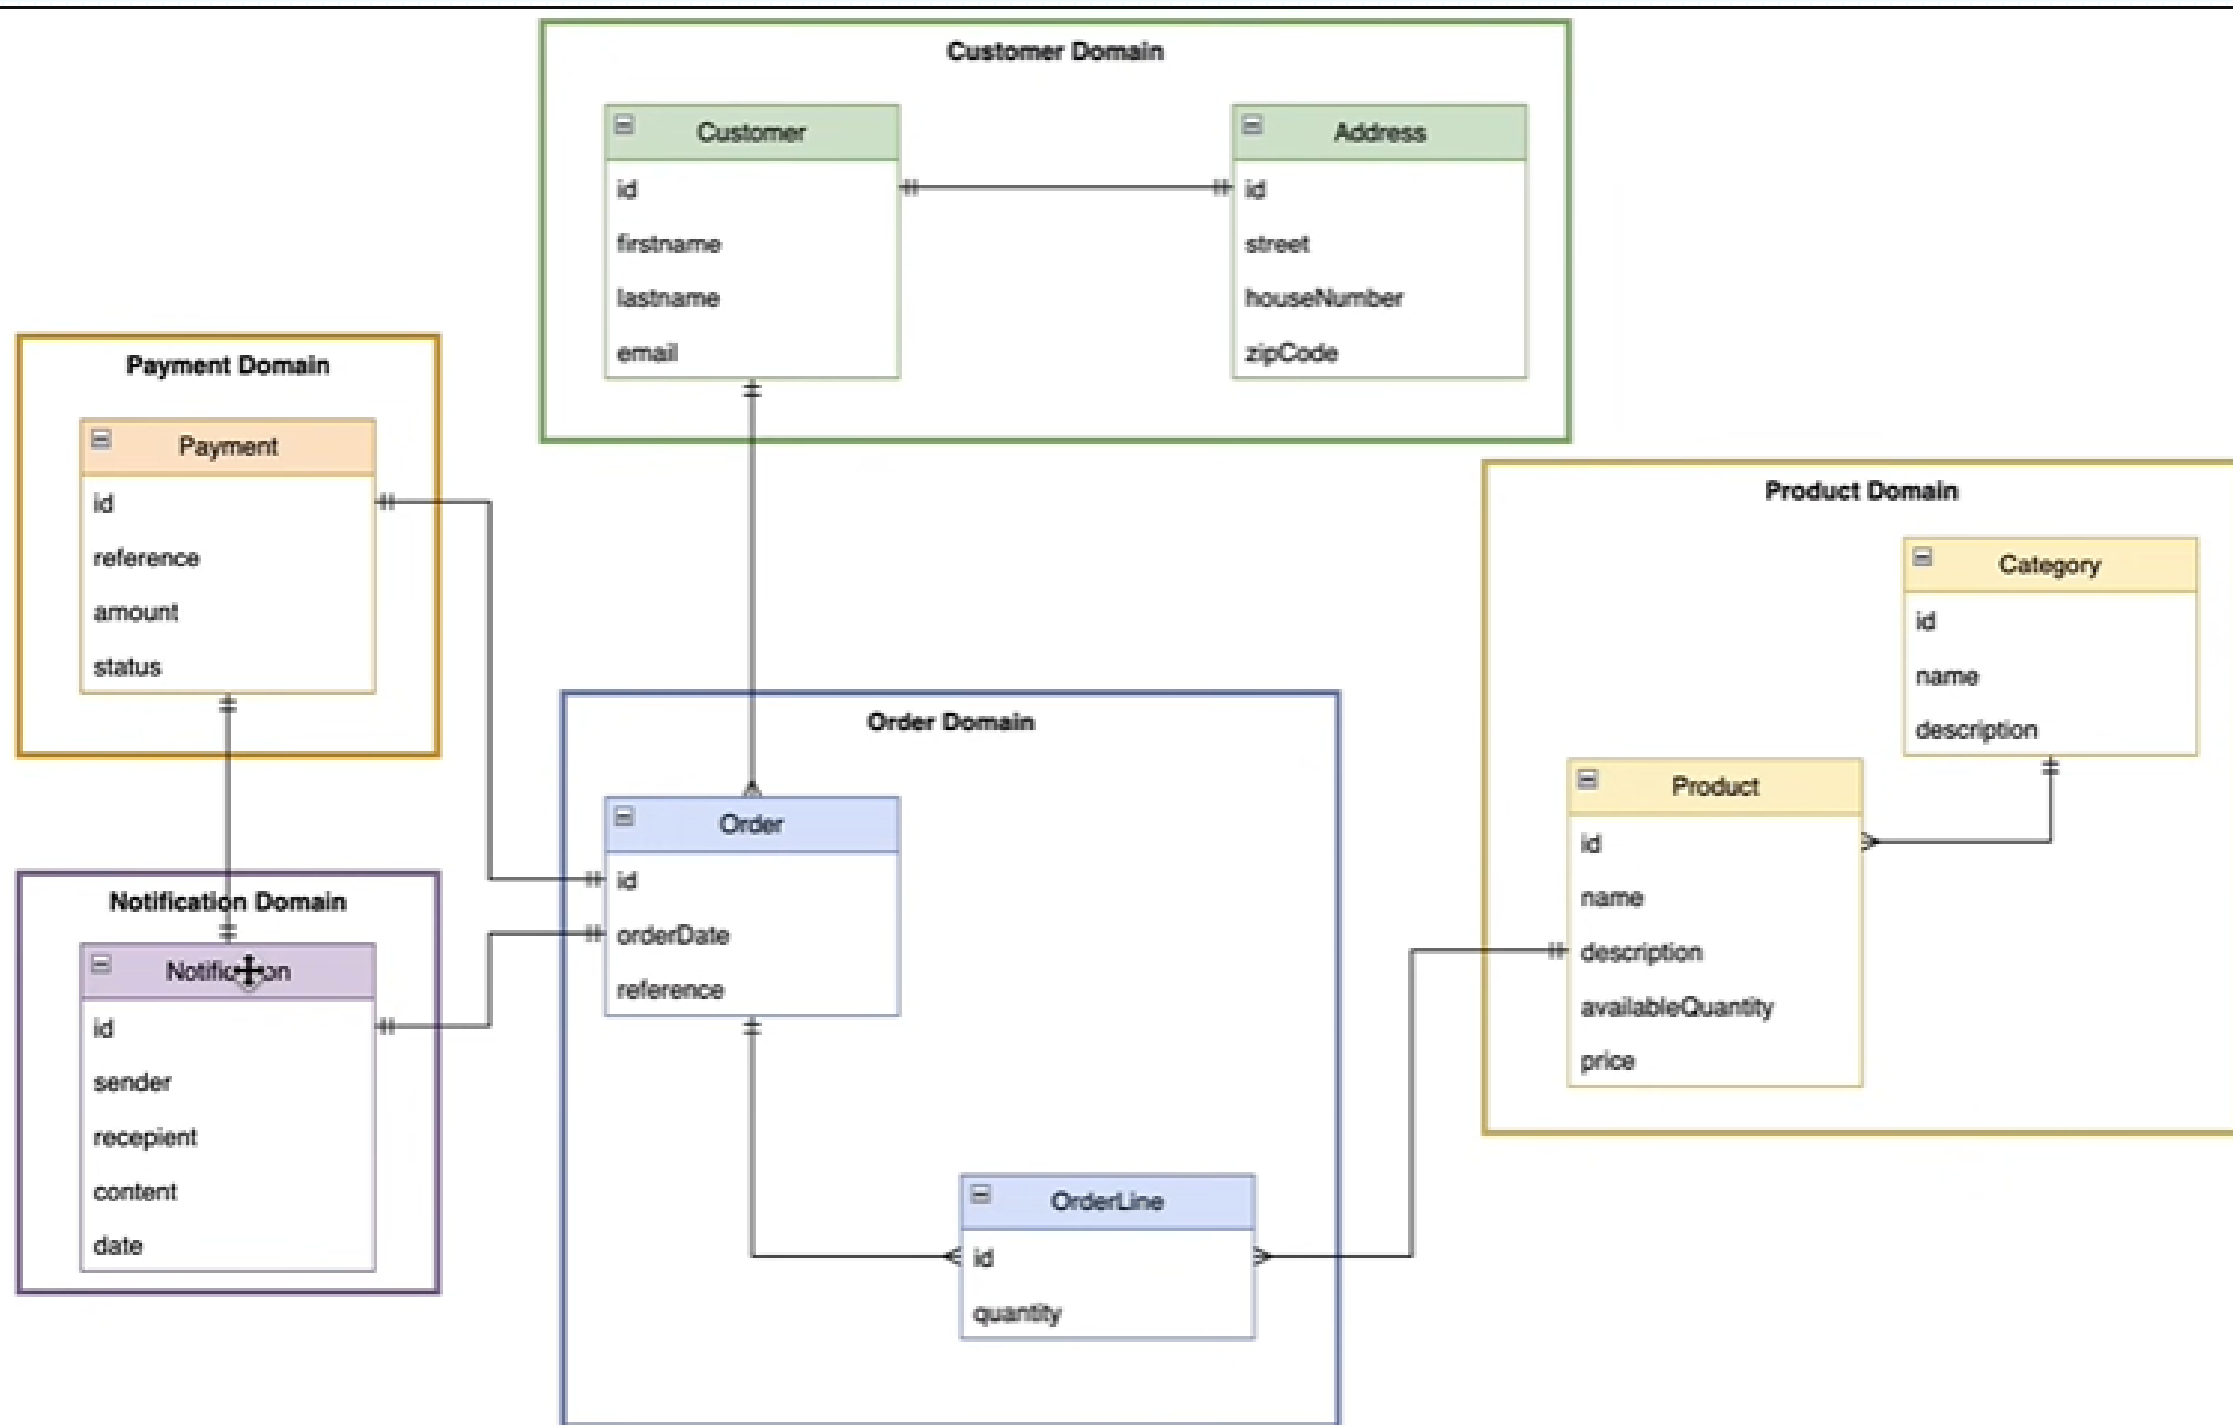 Customer Domain
Customer
id
firstname
lastname
email
Address
id
street
houseNumber
zipCode
Payment Domain
Payment
id
reference
amount
status
Product Domain
Category
id
name
description
Product
id
name
description
availableQuantity
price
Order Domain
Order
id
orderDate
reference
OrderLine
id
quantity
Notification Domain
id
sender
recepient
content
date